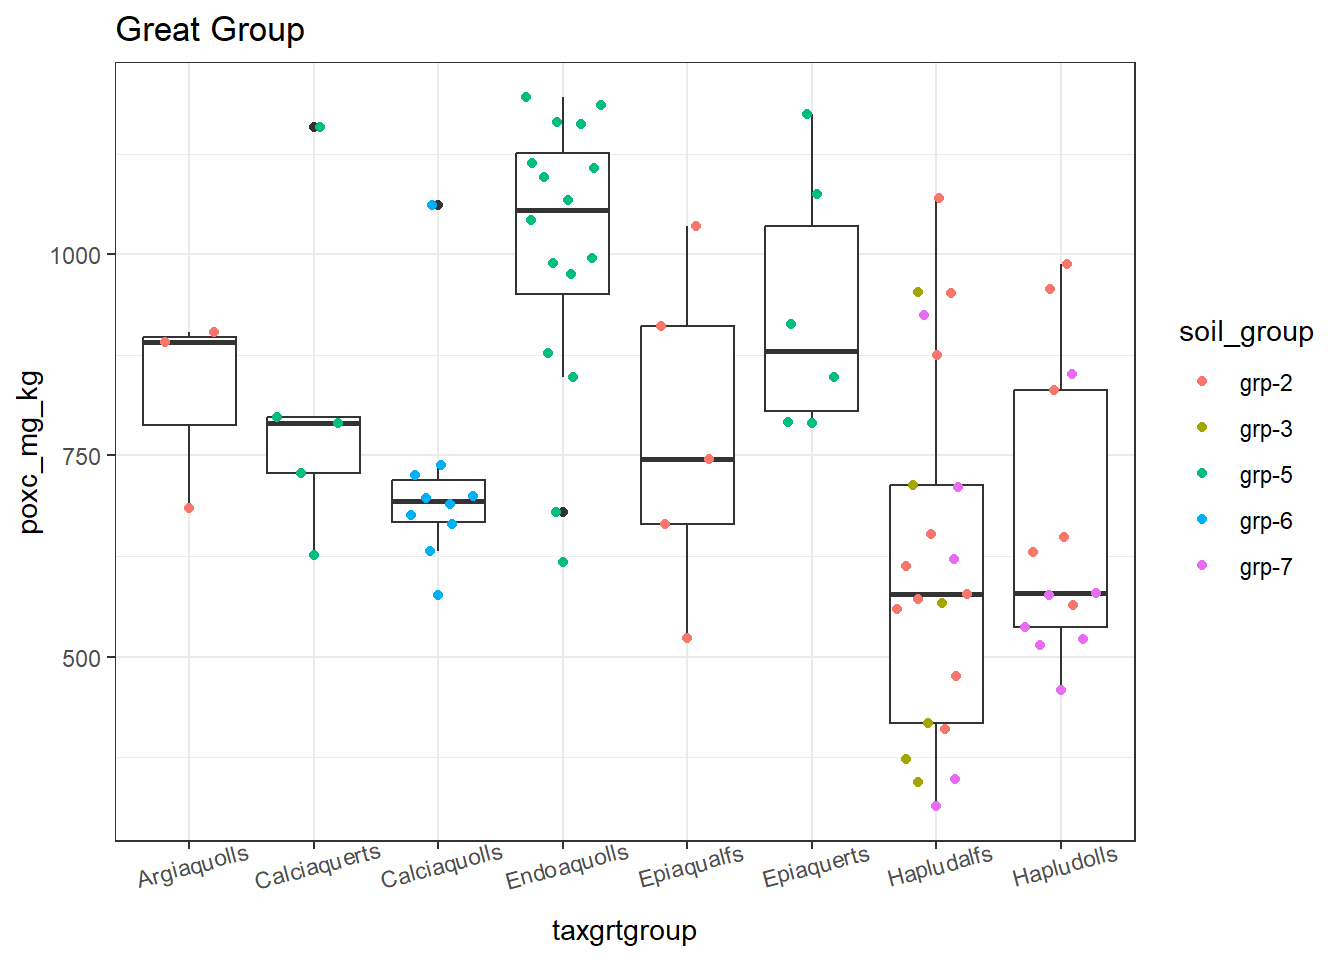 Great Group
poxc_mg_kg
1000
750
500
Argiaquolls
Calciaquerts
Calciaquolls
Endoaquolls
Epiaqualfs
Epiaquerts
Hapludalfs
Hapludolls
taxgrtgroup
soil_group
grp-2
grp-3
grp-5
grp-6
grp-7